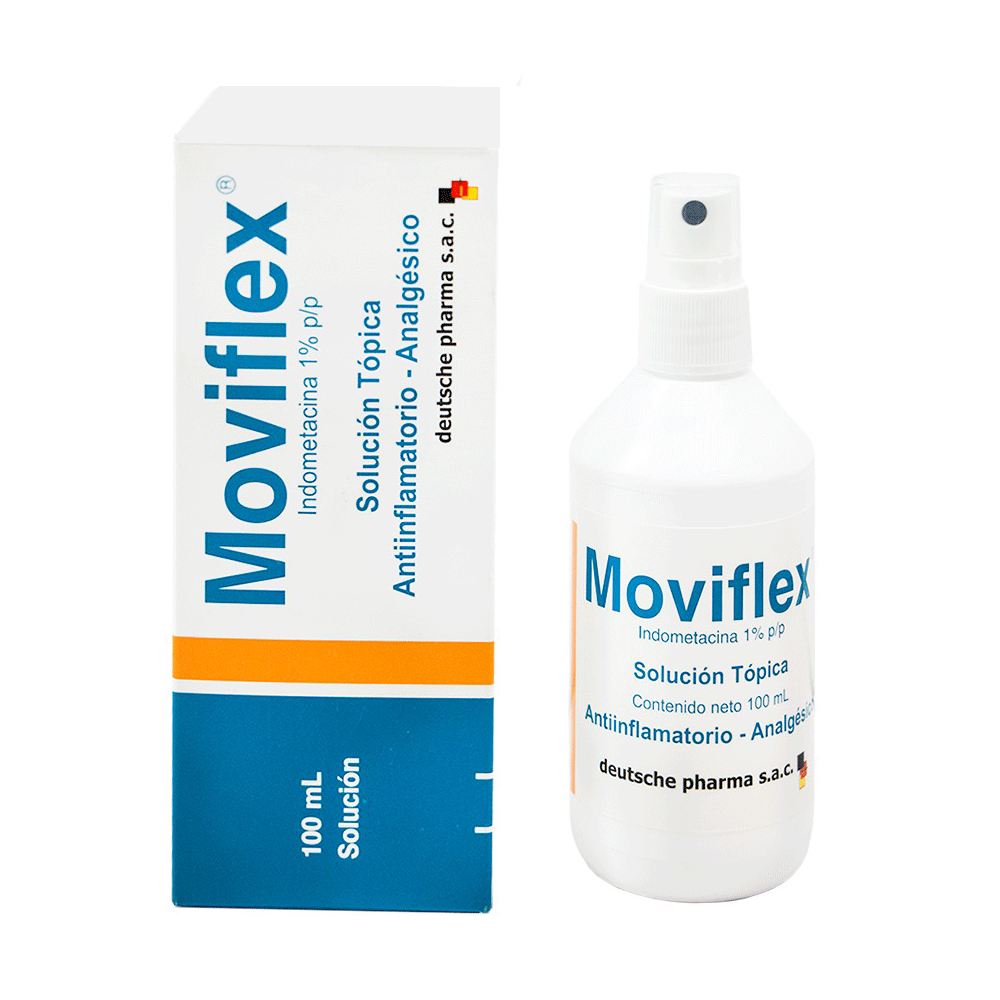 Moviflex®
Indometacina 1% p/p
Solución Tópica
Antiinflamatorio - Analgésico
deutsche pharma s.a.c.
100 mL
Solución
Moviflex
Indometacina 1% p/p
Solución Tópica
Contenido neto 100 mL
Antiinflamatorio - Analgésico
deutsche pharma s.a.c.